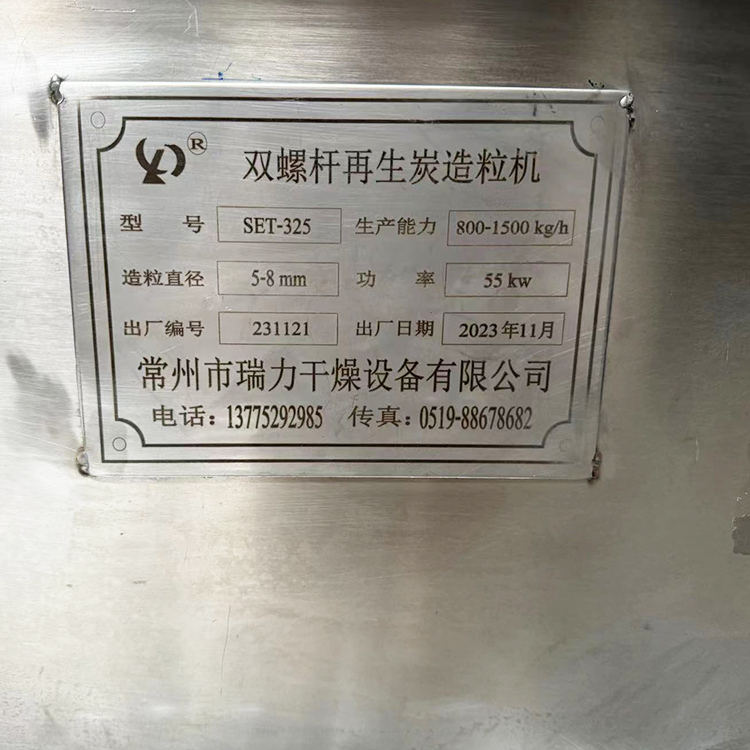 ® 双螺杆再生炭造粒机
型 号 SET-325 生产能力 800-1500 kg/h
造粒直径 5-8 mm 功 率 55 kw
出厂编号 231121 出厂日期 2023年11月
常州市瑞力干燥设备有限公司
电话：13775292985 传真：0519-88678682